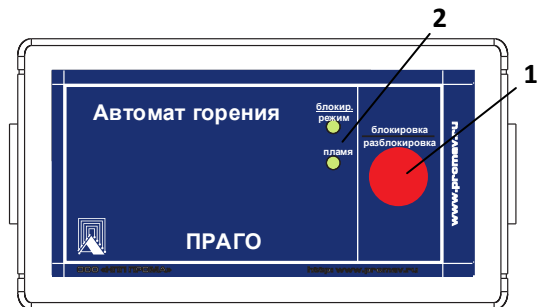 2
1
Автомат горения
блокир.
режим
пламя
блокировка
разблокировка
www.promav.ru
ПРАГО